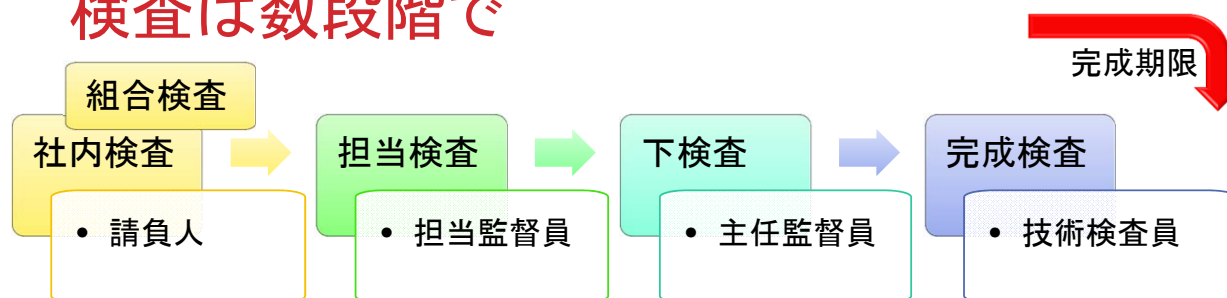 検査は数段階で
完成期限
組合検査
社内検査
• 請負人
担当検査
• 担当監督員
下検査
• 主任監督員
完成検査
• 技術検査員